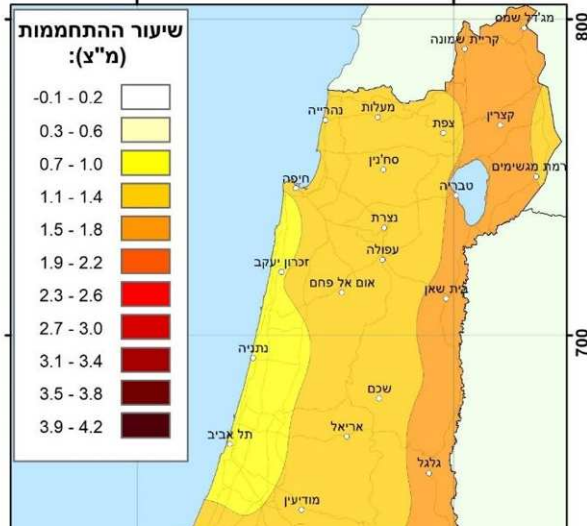 שיעור ההתחממות
(מ"צ):
-0.1 - 0.2
0.3 - 0.6
0.7 - 1.0
1.1 - 1.4
1.5 - 1.8
1.9 - 2.2
2.3 - 2.6
2.7 - 3.0
3.1 - 3.4
3.5 - 3.8
3.9 - 4.2
מג'דל שמס
800
קריית שמונה
נהרייה
מעלות
צפת
קצרין
סח'נין
רמת מגשימים
חיפה
טבריה
נצרת
עפולה
זכרון יעקב
אום אל פחם
בית שאן
700
נתניה
שכם
תל אביב
אריאל
גלגל
מודיעין